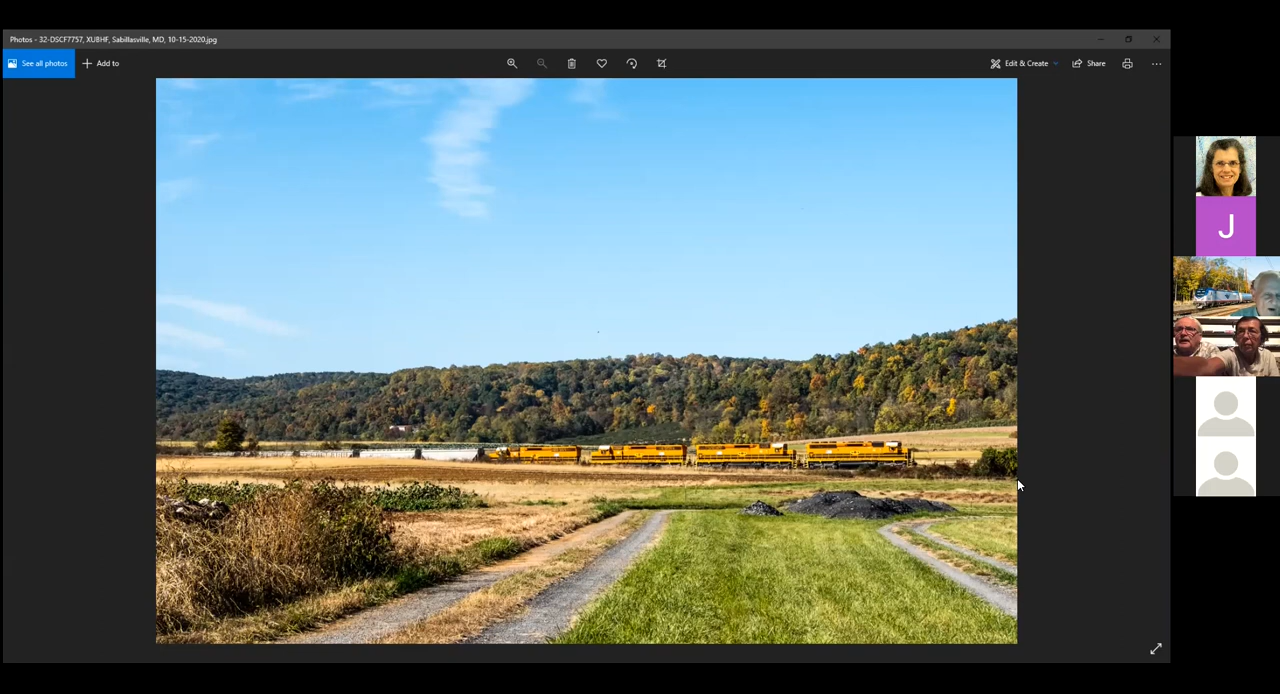 Photos - 32-DSCF7757, XUBHF, Sabillasville, MD, 10-15-2020.jpg
See all photos
Add to
Edit & Create
Share
J